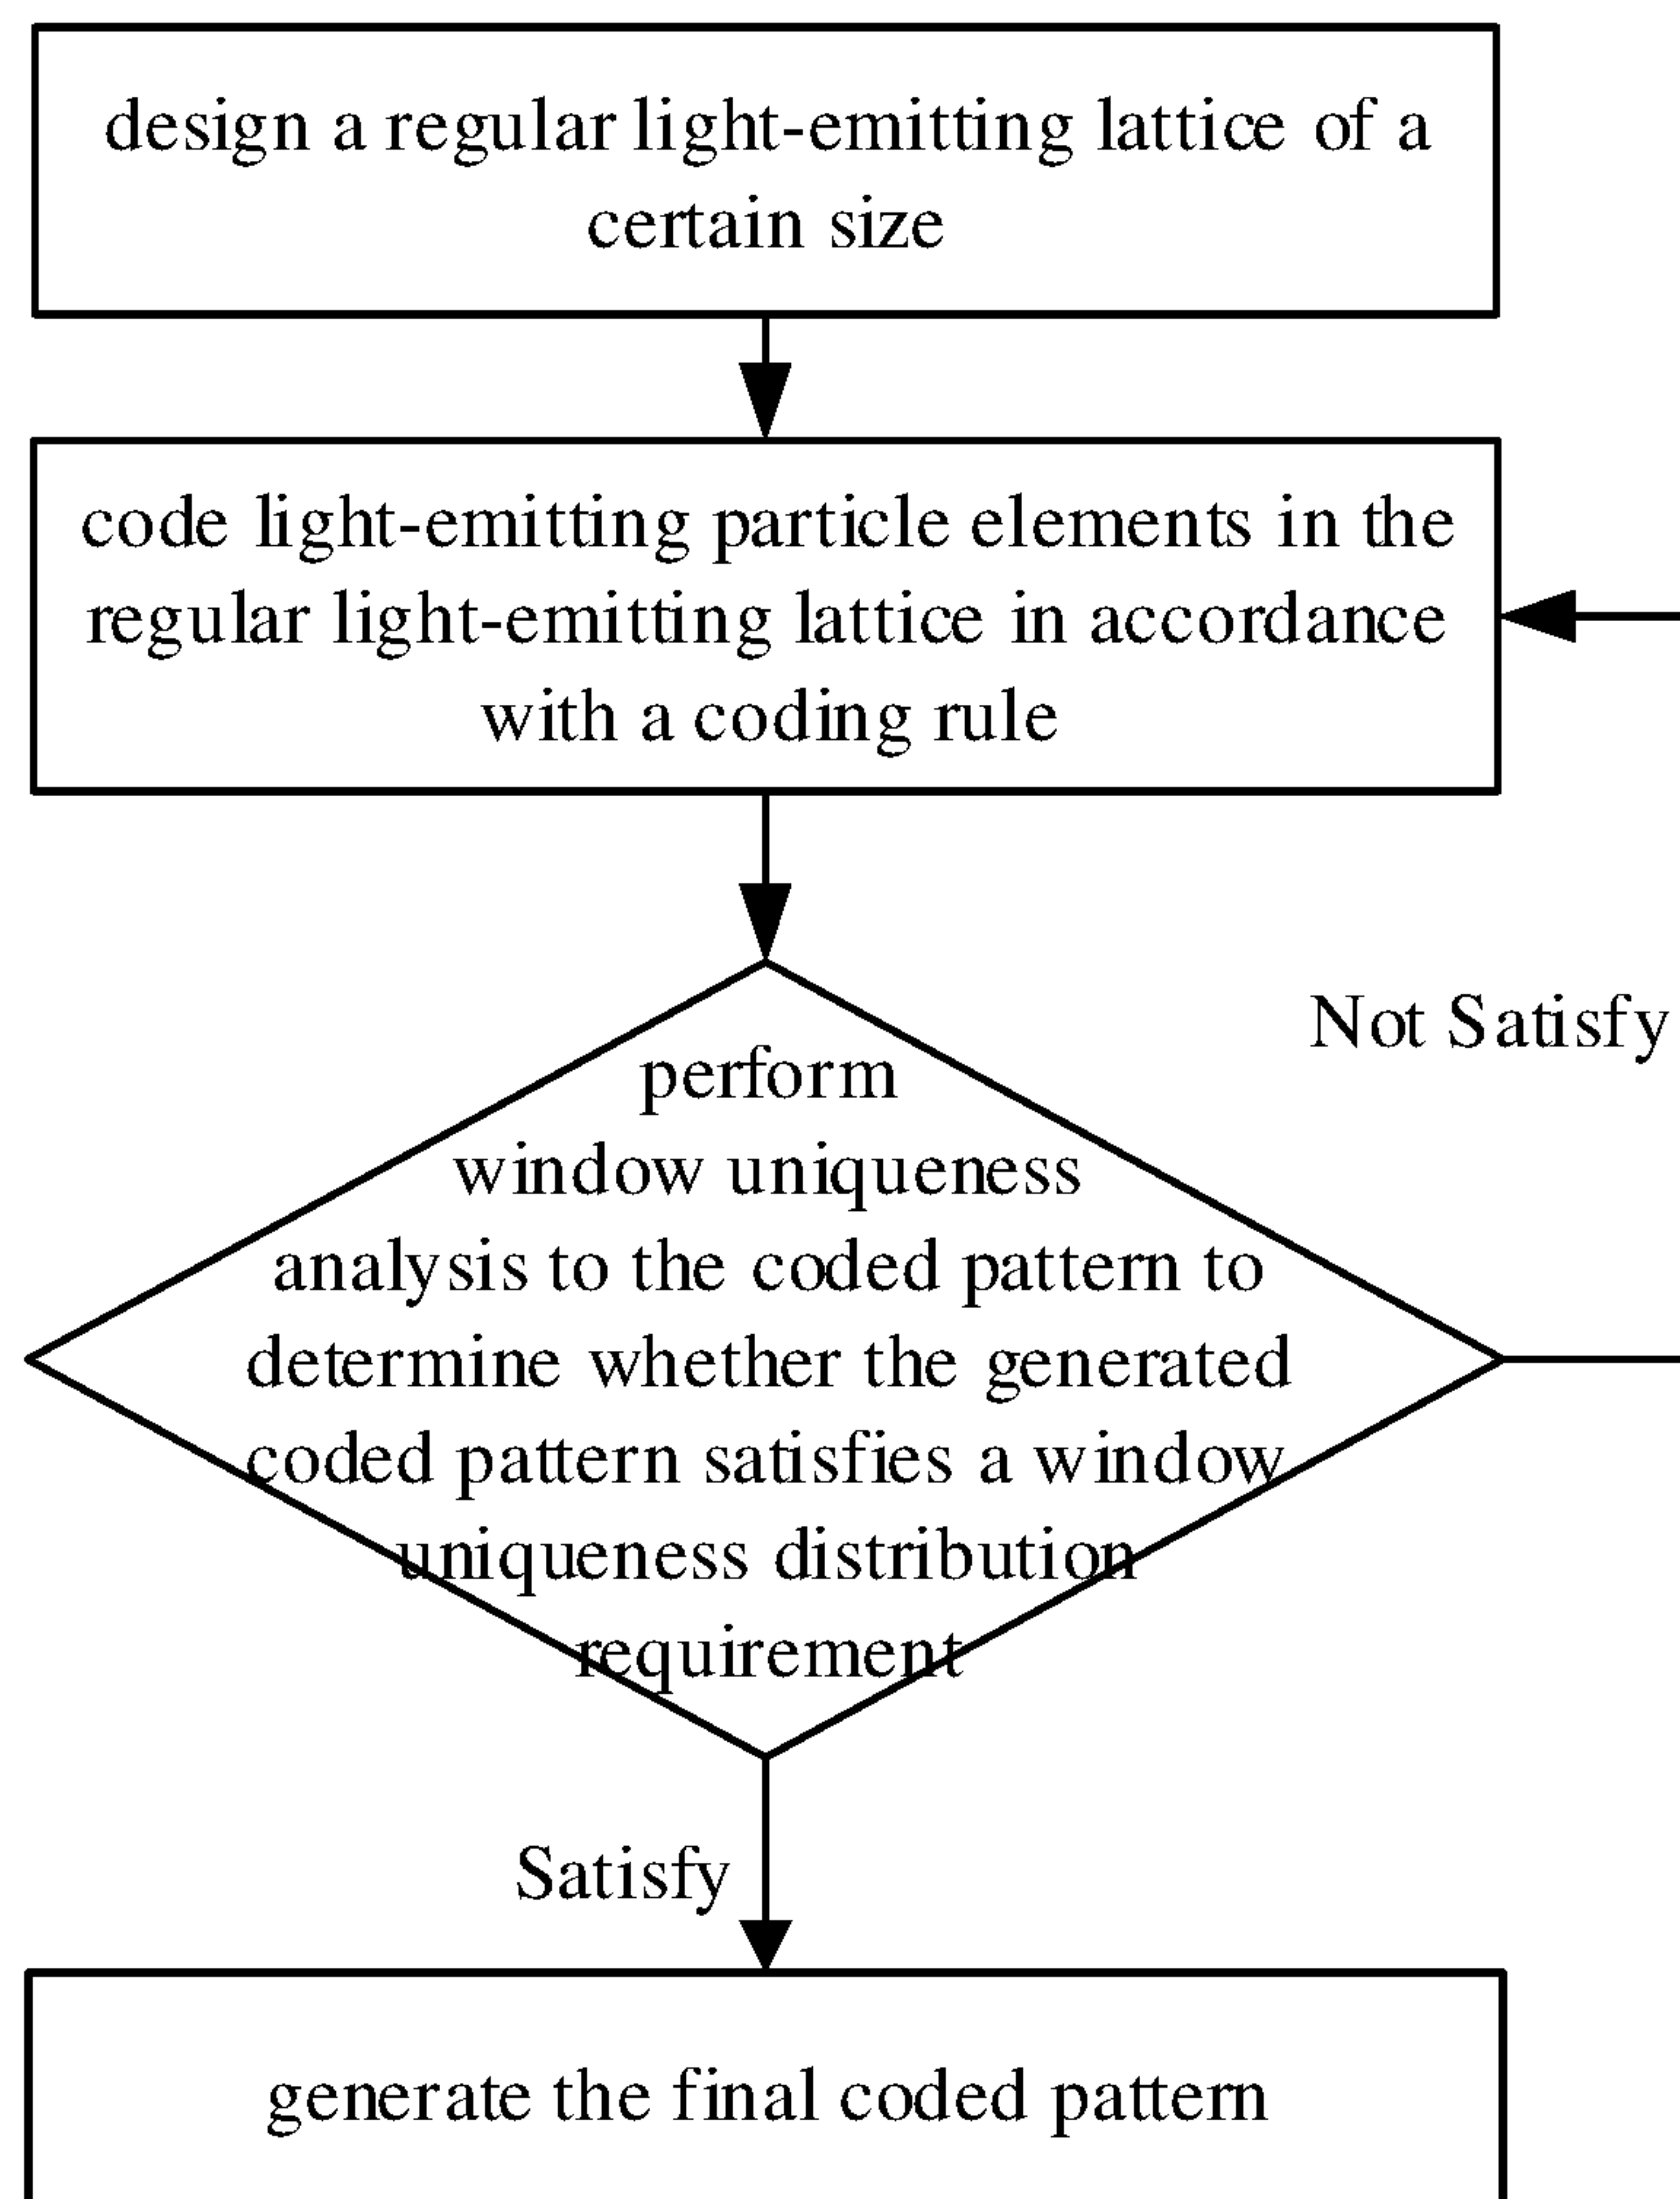 design a regular light-emitting lattice of a
certain size
code light-emitting particle elements in the
regular light-emitting lattice in accordance
with a coding rule
Not Satisfy
perform
window uniqueness
analysis to the coded pattern to
determine whether the generated
coded pattern satisfies a window
uniqueness distribution
requirement
Satisfy
generate the final coded pattern